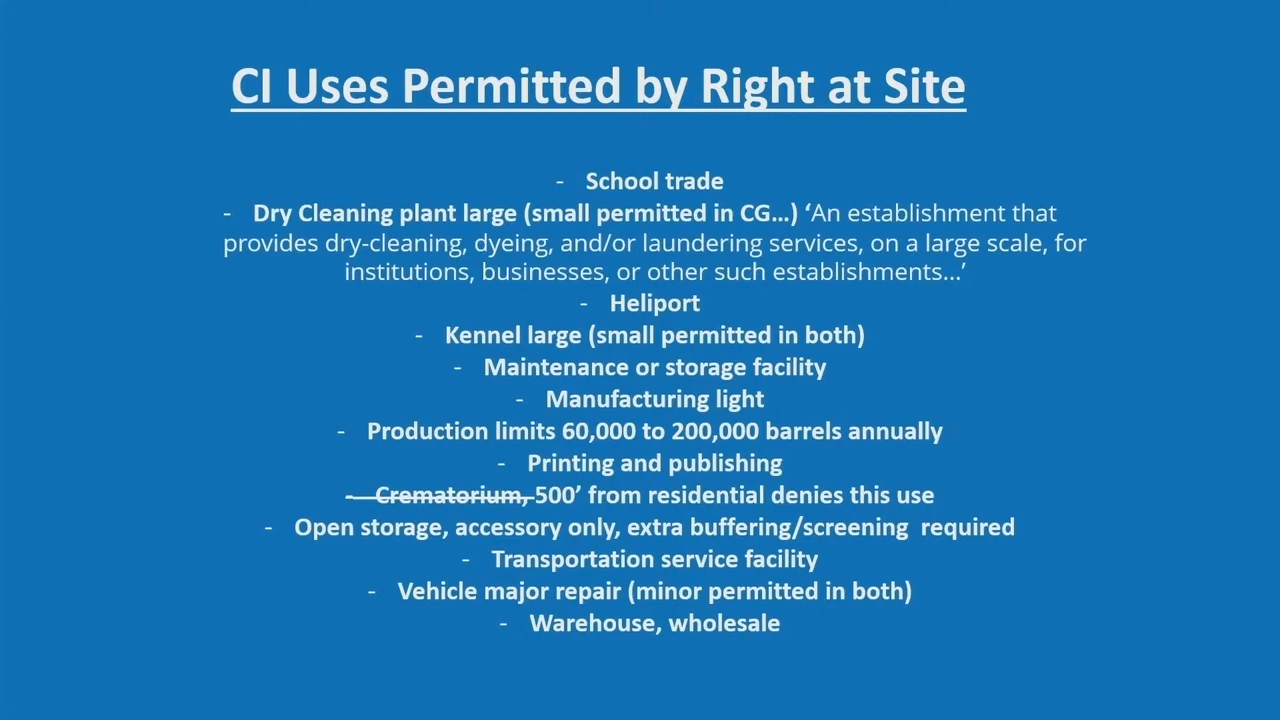 CI Uses Permitted by Right at Site
- School trade
- Dry Cleaning plant large (small permitted in CG…) ‘An establishment that
provides dry-cleaning, dyeing, and/or laundering services, on a large scale, for
institutions, businesses, or other such establishments…’
- Heliport
- Kennel large (small permitted in both)
- Maintenance or storage facility
- Manufacturing light
- Production limits 60,000 to 200,000 barrels annually
- Printing and publishing
- Crematorium, 500’ from residential denies this use
- Open storage, accessory only, extra buffering/screening required
- Transportation service facility
- Vehicle major repair (minor permitted in both)
- Warehouse, wholesale